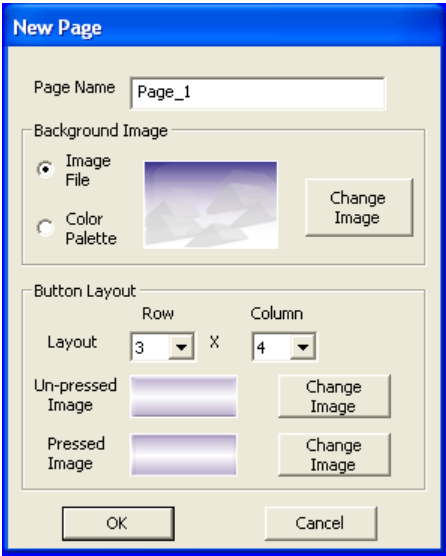 New Page
Page Name
Page_1
Background Image
Image
File
Color
Palette
Change
Image
Button Layout
Row
Column
Layout
3
X
4
Un-pressed
Image
Change
Image
Pressed
Image
Change
Image
OK
Cancel